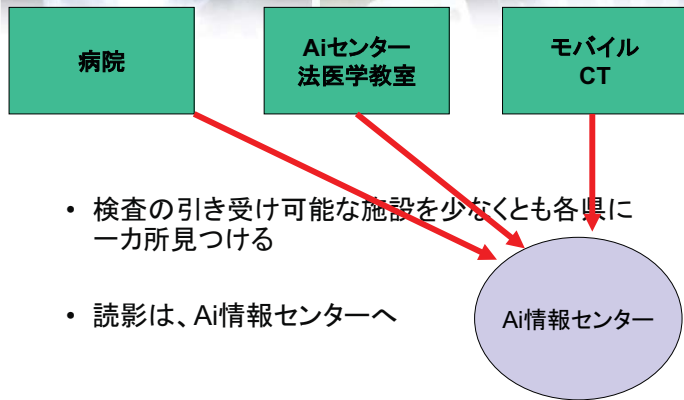 病院
Aiセンター
法医学教室
モバイル
CT
• 検査の引き受け可能な施設を少なくとも各県に
一カ所見つける
• 読影は、Ai情報センターへ
Ai情報センター